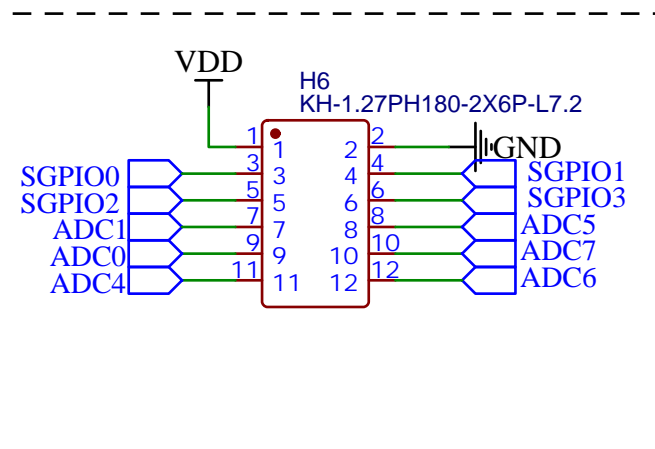 VDD
H6
KH-1.27PH180-2X6P-L7.2
1 1 2 2 GND
SGPIO0 3 3 4 4 SGPIO1
SGPIO2 5 5 6 6 SGPIO3
ADC1 7 7 8 8 ADC5
ADC0 9 9 10 10 ADC7
ADC4 11 11 12 12 ADC6